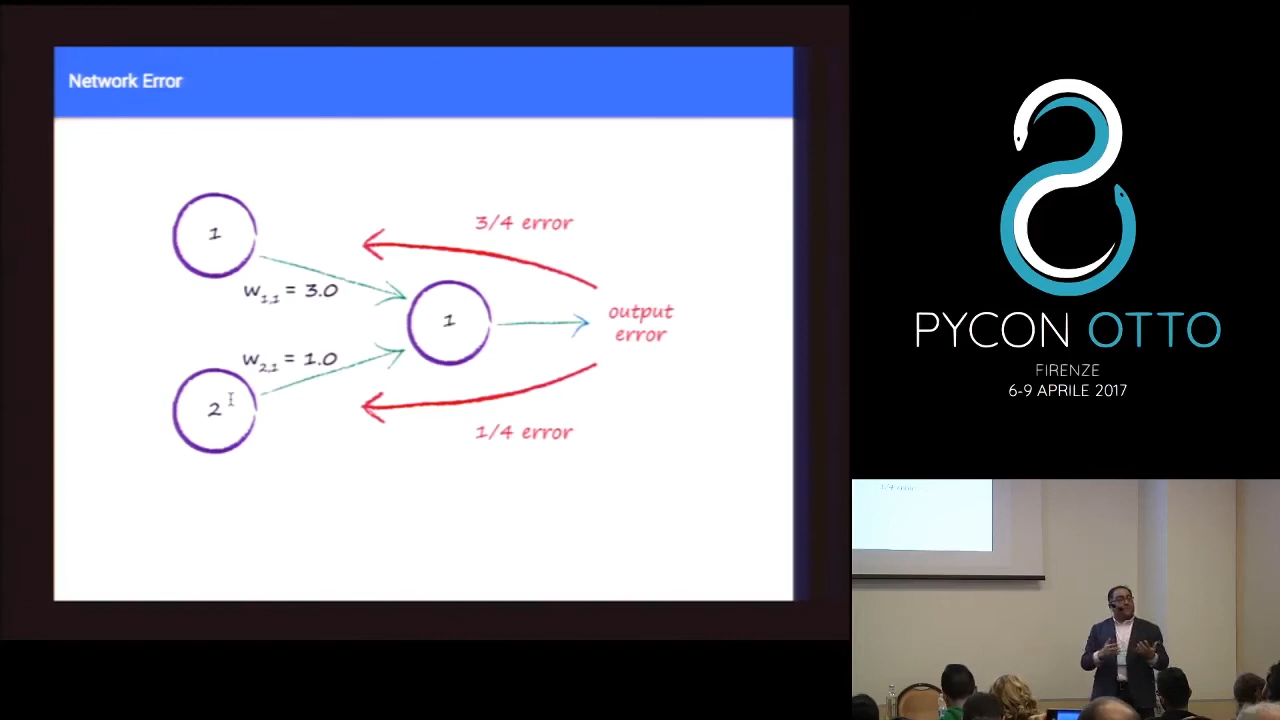 Network Error
1
3/4 error
w1,1 = 3.0
1
output
error
w2,1 = 1.0
2
1/4 error
PYCON OTTO
FIRENZE
6-9 APRILE 2017